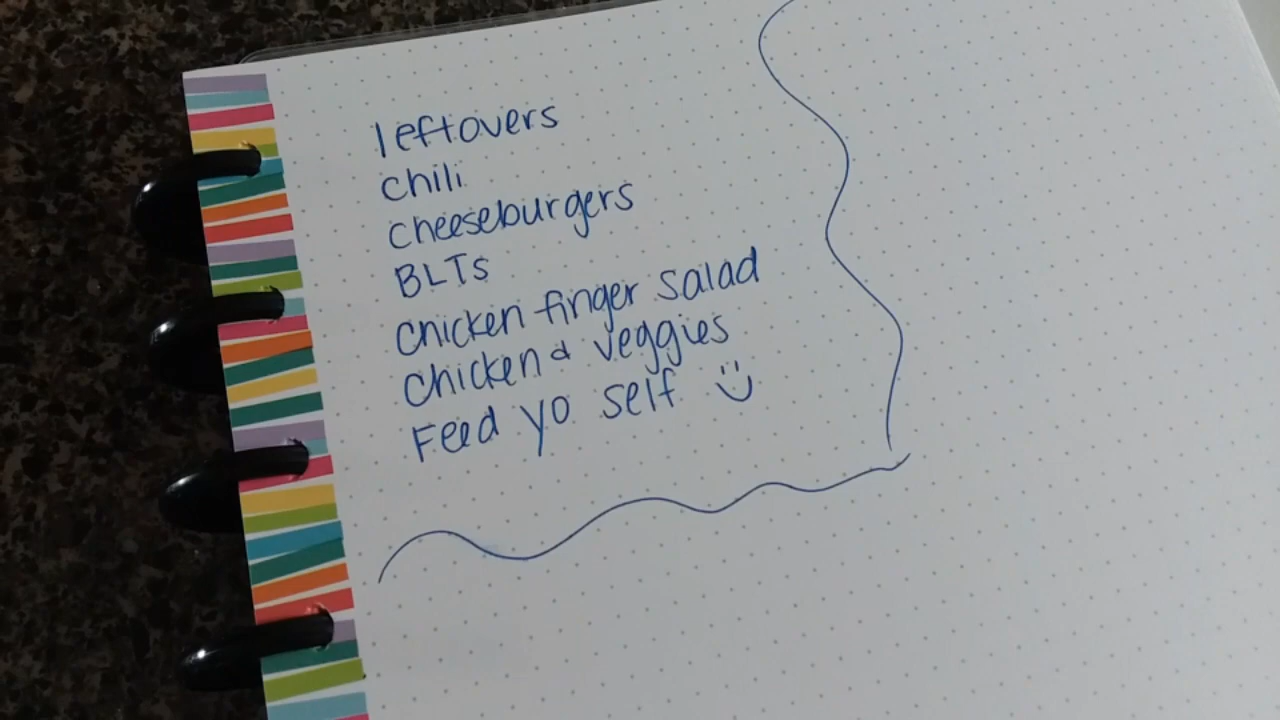 leftovers
chili
cheeseburgers
BLTs
chicken finger salad
chicken & veggies
Feed yo self ü